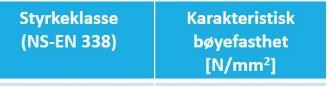 Styrkeklasse
(NS-EN 338)
Karakteristisk
bøyefasthet
[N/mm²]